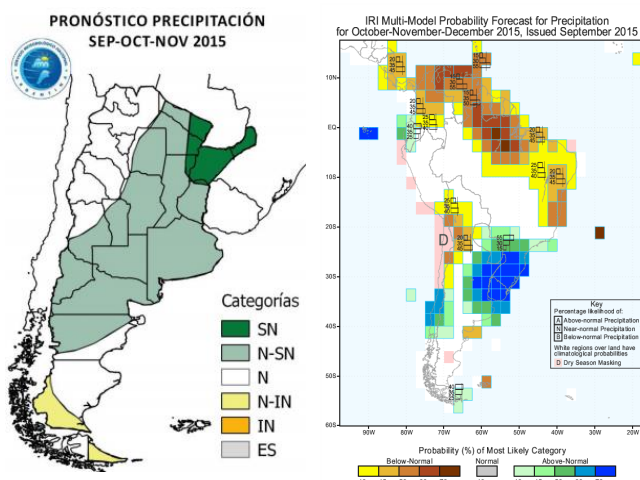 PRONÓSTICO PRECIPITACIÓN
SEP-OCT-NOV 2015
Categorías
SN
N-SN
N
N-IN
IN
ES
IRI Multi-Model Probability Forecast for Precipitation
for October-November-December 2015, Issued September 2015
10N
EQ
10S
20S
30S
40S
50S
60S
90W
80W
70W
60W
50W
40W
30W
20W
D
Key
Percentage likelihood of:
A Above-normal Precipitation
N Near-normal Precipitation
B Below-normal Precipitation
White regions over land have
climatological probabilities
D Dry Season Masking
Probability (%) of Most Likely Category
Below-Normal
Normal
Above-Normal